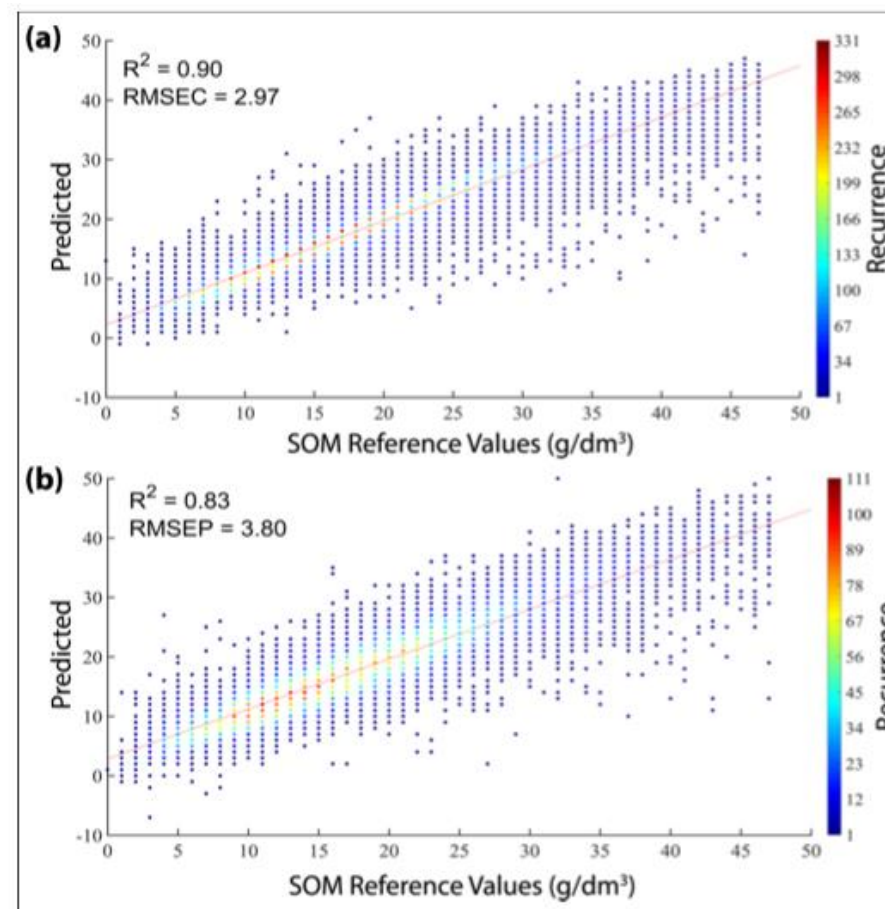 (a)
R² = 0.90
RMSEC = 2.97
50
40
30
20
10
0
-10
Predicted
0 5 10 15 20 25 30 35 40 45 50
SOM Reference Values (g/dm³)
331
298
265
232
199
166
133
100
67
34
1
Recurrence
(b)
R² = 0.83
RMSEP = 3.80
50
40
30
20
10
0
-10
Predicted
0 5 10 15 20 25 30 35 40 45 50
SOM Reference Values (g/dm³)
111
100
89
78
67
56
45
34
23
12
1
Recurrence